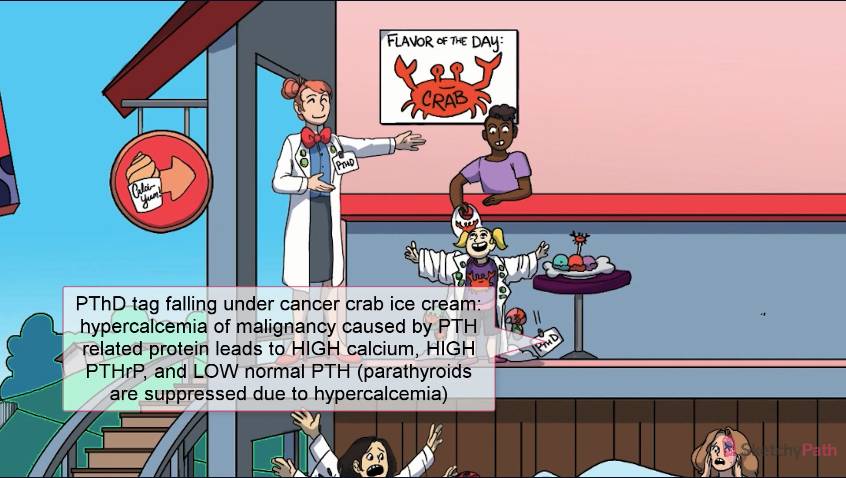 FLAVOR OF THE DAY:
CRAB
PThD
Calci-
Yum!
PThD tag falling under cancer crab ice cream:
hypercalcemia of malignancy caused by PTH
related protein leads to HIGH calcium, HIGH
PTHrP, and LOW normal PTH (parathyroids
are suppressed due to hypercalcemia)
PThD
SketchyPath